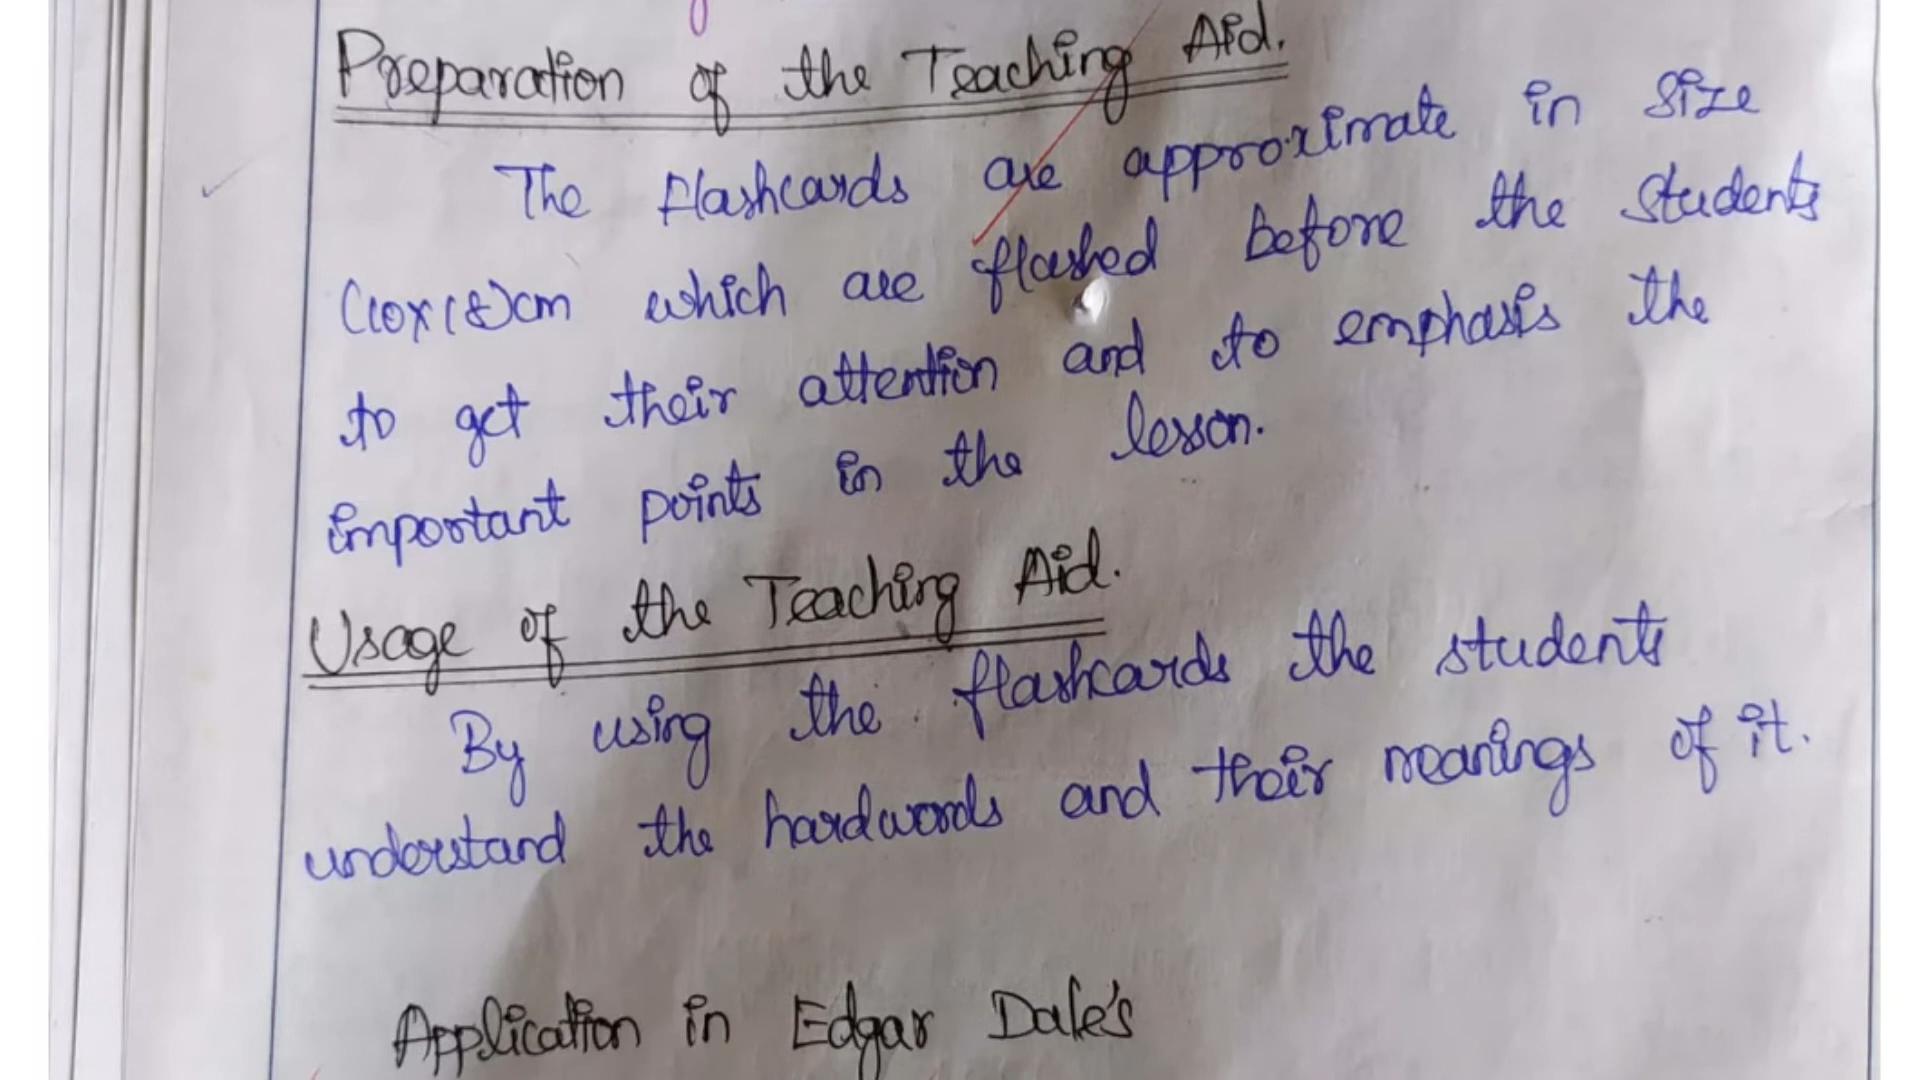 Preparation of the Teaching Aid.
The flashcards are approximate in size
(10x(8)cm which are flashed before the students
to get their attention and to emphasis the
important points in the lesson.
Usage of the Teaching Aid.
By using the flashcards the students
understand the hardwords and their meanings of it.
Application in Edgar Dale's